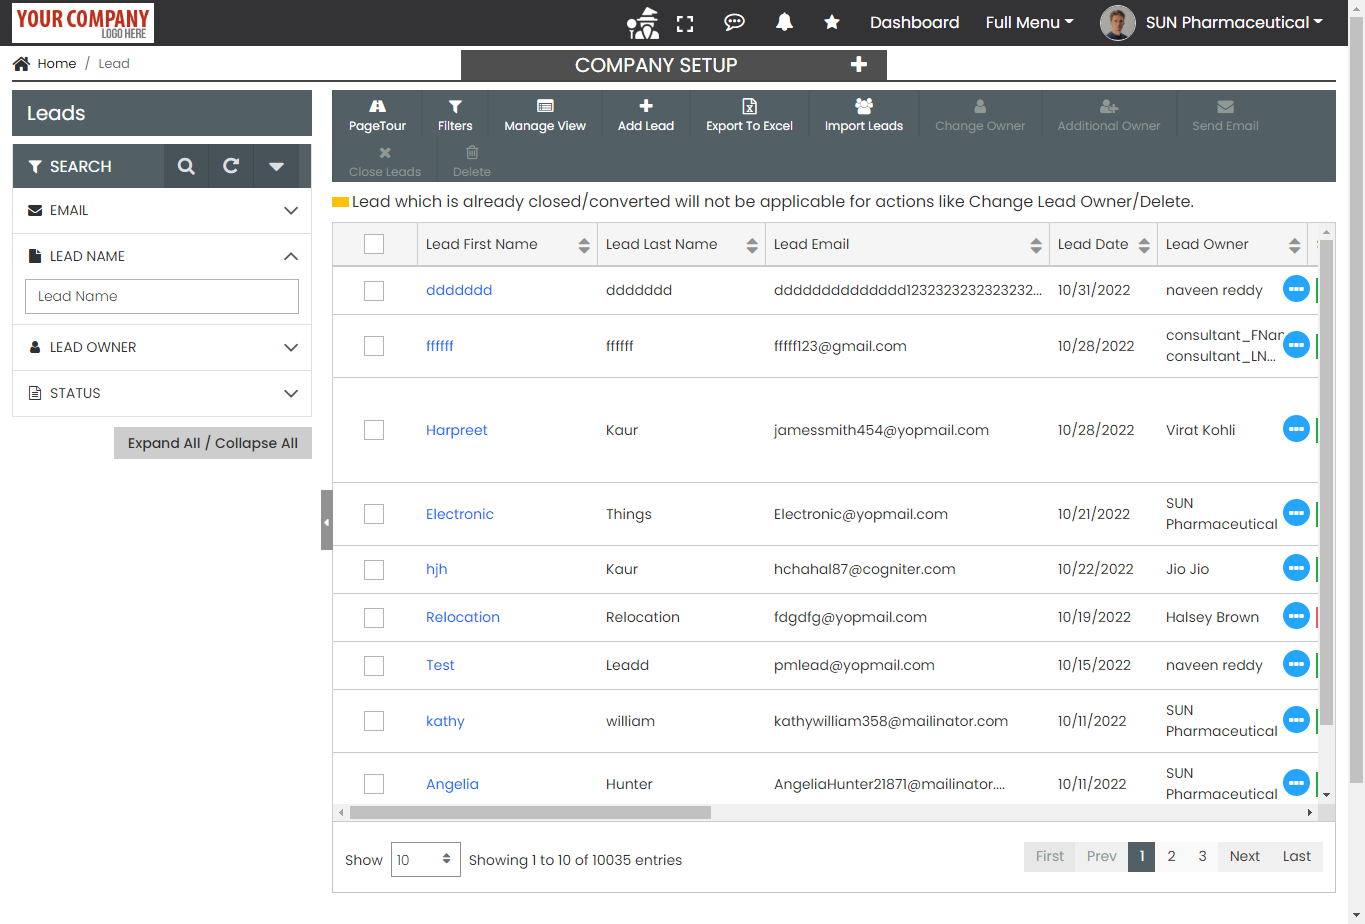 YOUR COMPANY
LOGO HERE
Dashboard
Full Menu
SUN Pharmaceutical
Home / Lead
COMPANY SETUP
Leads
PageTour
Filters
Manage View
Add Lead
Export To Excel
Import Leads
Change Owner
Additional Owner
Send Email
Close Leads
Delete
SEARCH
EMAIL
LEAD NAME
Lead Name
LEAD OWNER
STATUS
Expand All / Collapse All
Lead which is already closed/converted will not be applicable for actions like Change Lead Owner/Delete.
Lead First Name Lead Last Name Lead Email Lead Date Lead Owner
ddddddd ddddddd dddddddddddddd1232323232323232... 10/31/2022 naveen reddy
ffffff ffffff fffff123@gmail.com 10/28/2022 consultant_FNam
consultant_LN...
Harpreet Kaur jamessmith454@yopmail.com 10/28/2022 Virat Kohli
Electronic Things Electronic@yopmail.com 10/21/2022 SUN
Pharmaceutical
hjh Kaur hchahal87@cogniter.com 10/22/2022 Jio Jio
Relocation Relocation fdgdfg@yopmail.com 10/19/2022 Halsey Brown
Test Leadd pmlead@yopmail.com 10/15/2022 naveen reddy
kathy william kathywilliam358@mailinator.com 10/11/2022 SUN
Pharmaceutical
Angelia Hunter AngeliaHunter21871@mailinator.... 10/11/2022 SUN
Pharmaceutical
Show 10 Showing 1 to 10 of 10035 entries
First Prev 1 2 3 Next Last